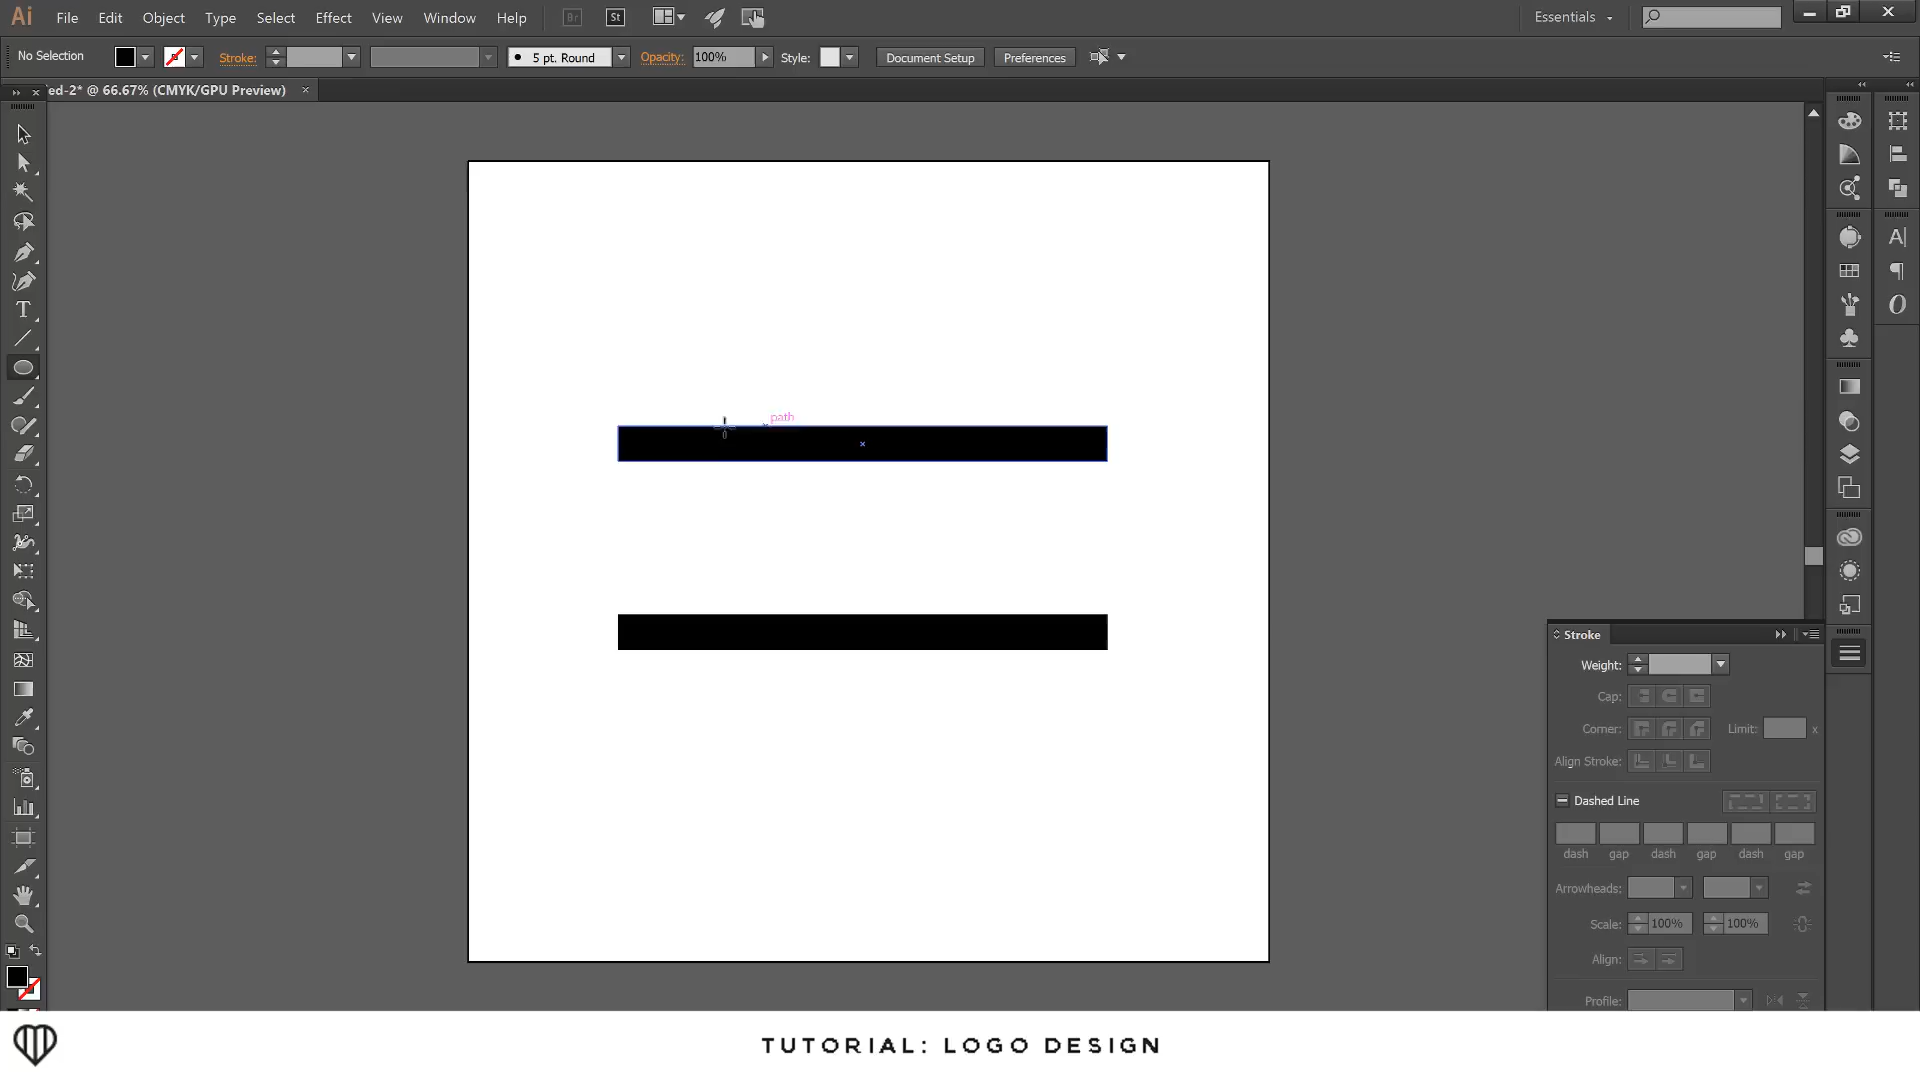 Ai File Edit Object Type Select Effect View Window Help Br St Essentials
No Selection Stroke: 5 pt. Round Opacity: 100% Style: Document Setup Preferences
ed-2* @ 66.67% (CMYK/GPU Preview)
path
Stroke
Weight:
Cap:
Corner: Limit: x
Align Stroke:
Dashed Line
dash gap dash gap dash gap
Arrowheads:
Scale: 100% 100%
Align:
Profile:
TUTORIAL: LOGO DESIGN